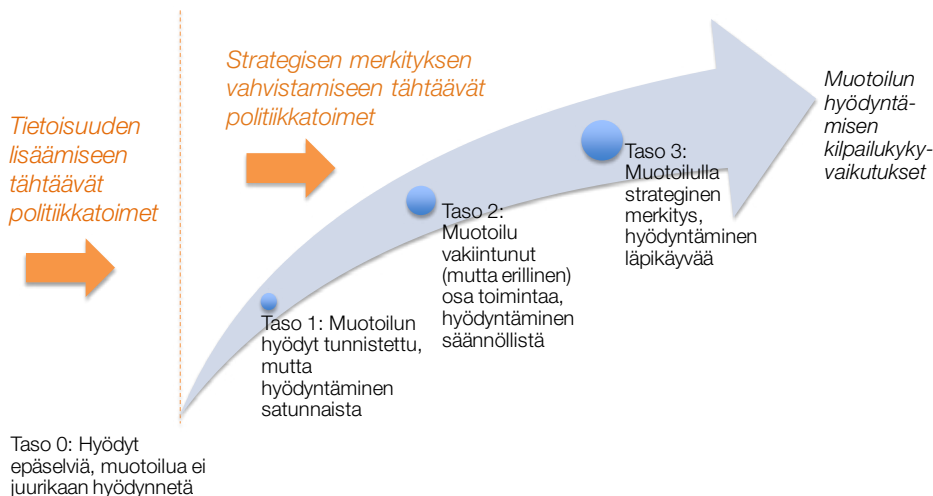 Tietoisuuden
lisäämiseen
tähtäävät
politiikkatoimet
Strategisen merkityksen
vahvistamiseen tähtäävät
politiikkatoimet
Muotoilun
hyödyntä-
misen
kilpailukyky-
vaikutukset
Taso 0: Hyödyt
epäselviä, muotoilua ei
juurikaan hyödynnetä
Taso 1: Muotoilun
hyödyt tunnistettu,
mutta
hyödyntäminen
satunnaista
Taso 2:
Muotoilu
vakiintunut
(mutta erillinen)
osa toimintaa,
hyödyntäminen
säännöllistä
Taso 3:
Muotoilulla
strateginen
merkitys,
hyödyntäminen
läpikäyvää